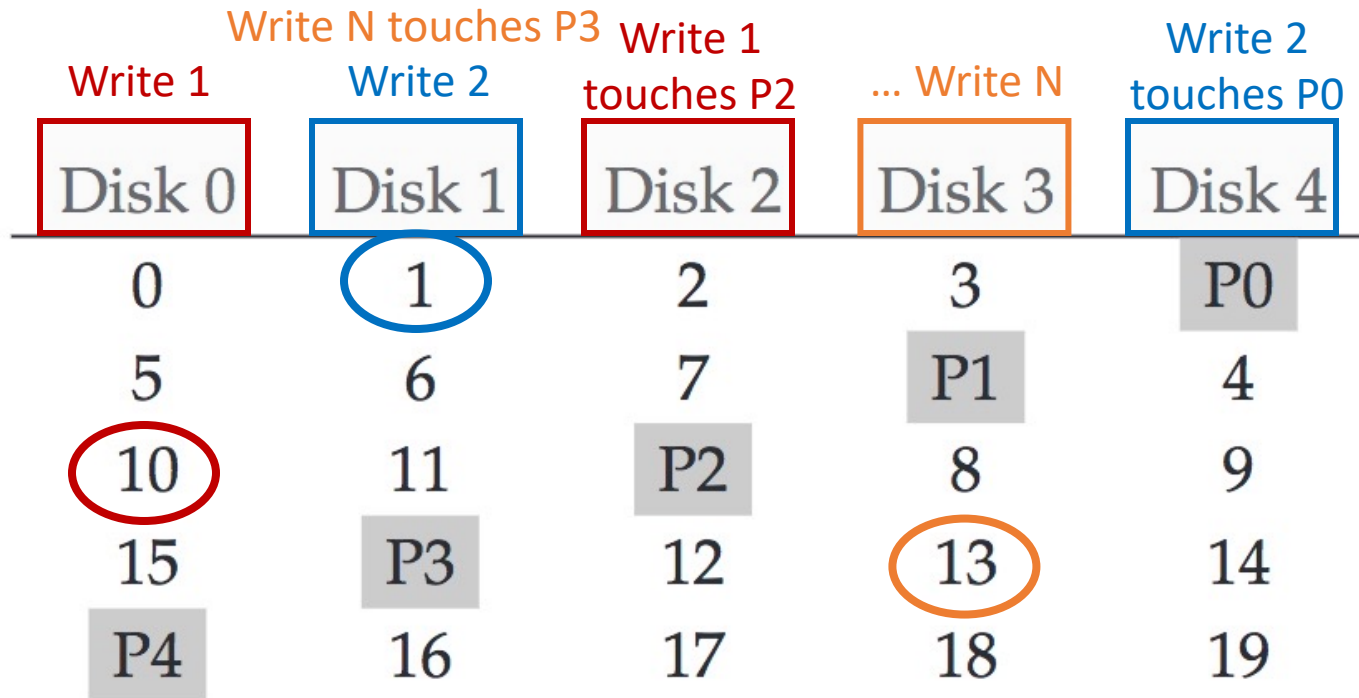 Write N touches P3
Write 1
Write 2
Write 1
touches P2
... Write N
Write 2
touches P0
Disk 0 Disk 1 Disk 2 Disk 3 Disk 4
0 1 2 3 P0
5 6 7 P1 4
10 11 P2 8 9
15 P3 12 13 14
P4 16 17 18 19